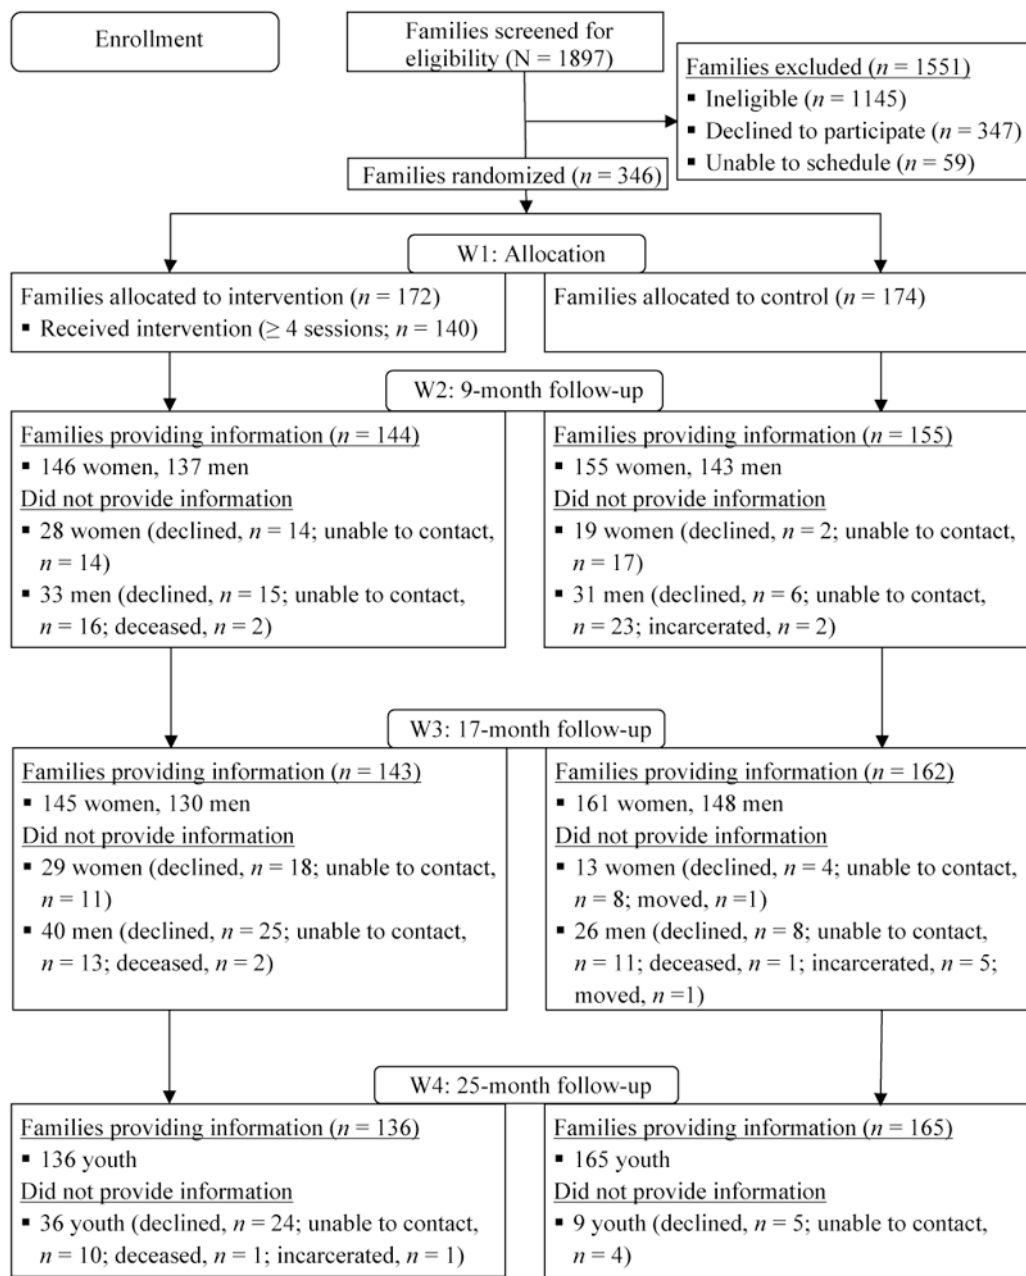 Enrollment
Families screened for
eligibility (N = 1897)
Families excluded (n = 1551)
▪ Ineligible (n = 1145)
▪ Declined to participate (n = 347)
▪ Unable to schedule (n = 59)
Families randomized (n = 346)
W1: Allocation
Families allocated to intervention (n = 172)
▪ Received intervention (≥ 4 sessions; n = 140)
Families allocated to control (n = 174)
W2: 9-month follow-up
Families providing information (n = 144)
▪ 146 women, 137 men
Did not provide information
▪ 28 women (declined, n = 14; unable to contact,
n = 14)
▪ 33 men (declined, n = 15; unable to contact,
n = 16; deceased, n = 2)
Families providing information (n = 155)
▪ 155 women, 143 men
Did not provide information
▪ 19 women (declined, n = 2; unable to contact,
n = 17)
▪ 31 men (declined, n = 6; unable to contact,
n = 23; incarcerated, n = 2)
W3: 17-month follow-up
Families providing information (n = 143)
▪ 145 women, 130 men
Did not provide information
▪ 29 women (declined, n = 18; unable to contact,
n = 11)
▪ 40 men (declined, n = 25; unable to contact,
n = 13; deceased, n = 2)
Families providing information (n = 162)
▪ 161 women, 148 men
Did not provide information
▪ 13 women (declined, n = 4; unable to contact,
n = 8; moved, n =1)
▪ 26 men (declined, n = 8; unable to contact,
n = 11; deceased, n = 1; incarcerated, n = 5;
moved, n =1)
W4: 25-month follow-up
Families providing information (n = 136)
▪ 136 youth
Did not provide information
▪ 36 youth (declined, n = 24; unable to contact,
n = 10; deceased, n = 1; incarcerated, n = 1)
Families providing information (n = 165)
▪ 165 youth
Did not provide information
▪ 9 youth (declined, n = 5; unable to contact,
n = 4)